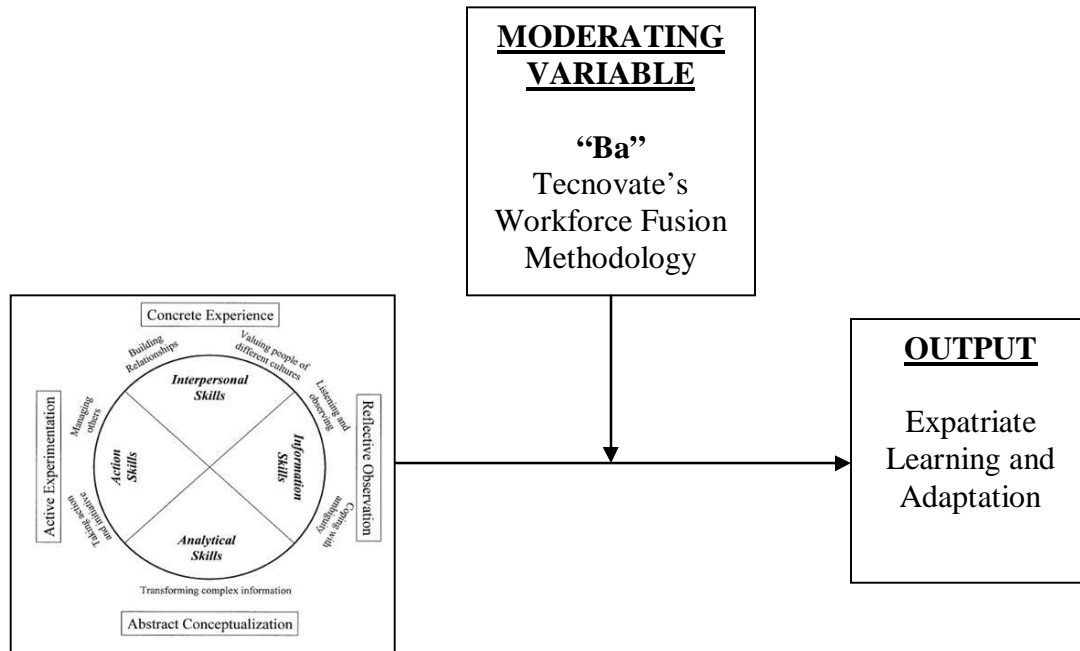 MODERATING
VARIABLE
“Ba”
Tecnovate’s
Workforce Fusion
Methodology
Concrete Experience
Building
Relationships
Valuing people of
different cultures
Interpersonal
Skills
Listening and
observing
Managing
others
Active Experimentation
Action
Skills
Information
Skills
Reflective Observation
Taking action
and initiative
Coping with
ambiguity
Analytical
Skills
Transforming complex information
Abstract Conceptualization
OUTPUT
Expatriate
Learning and
Adaptation